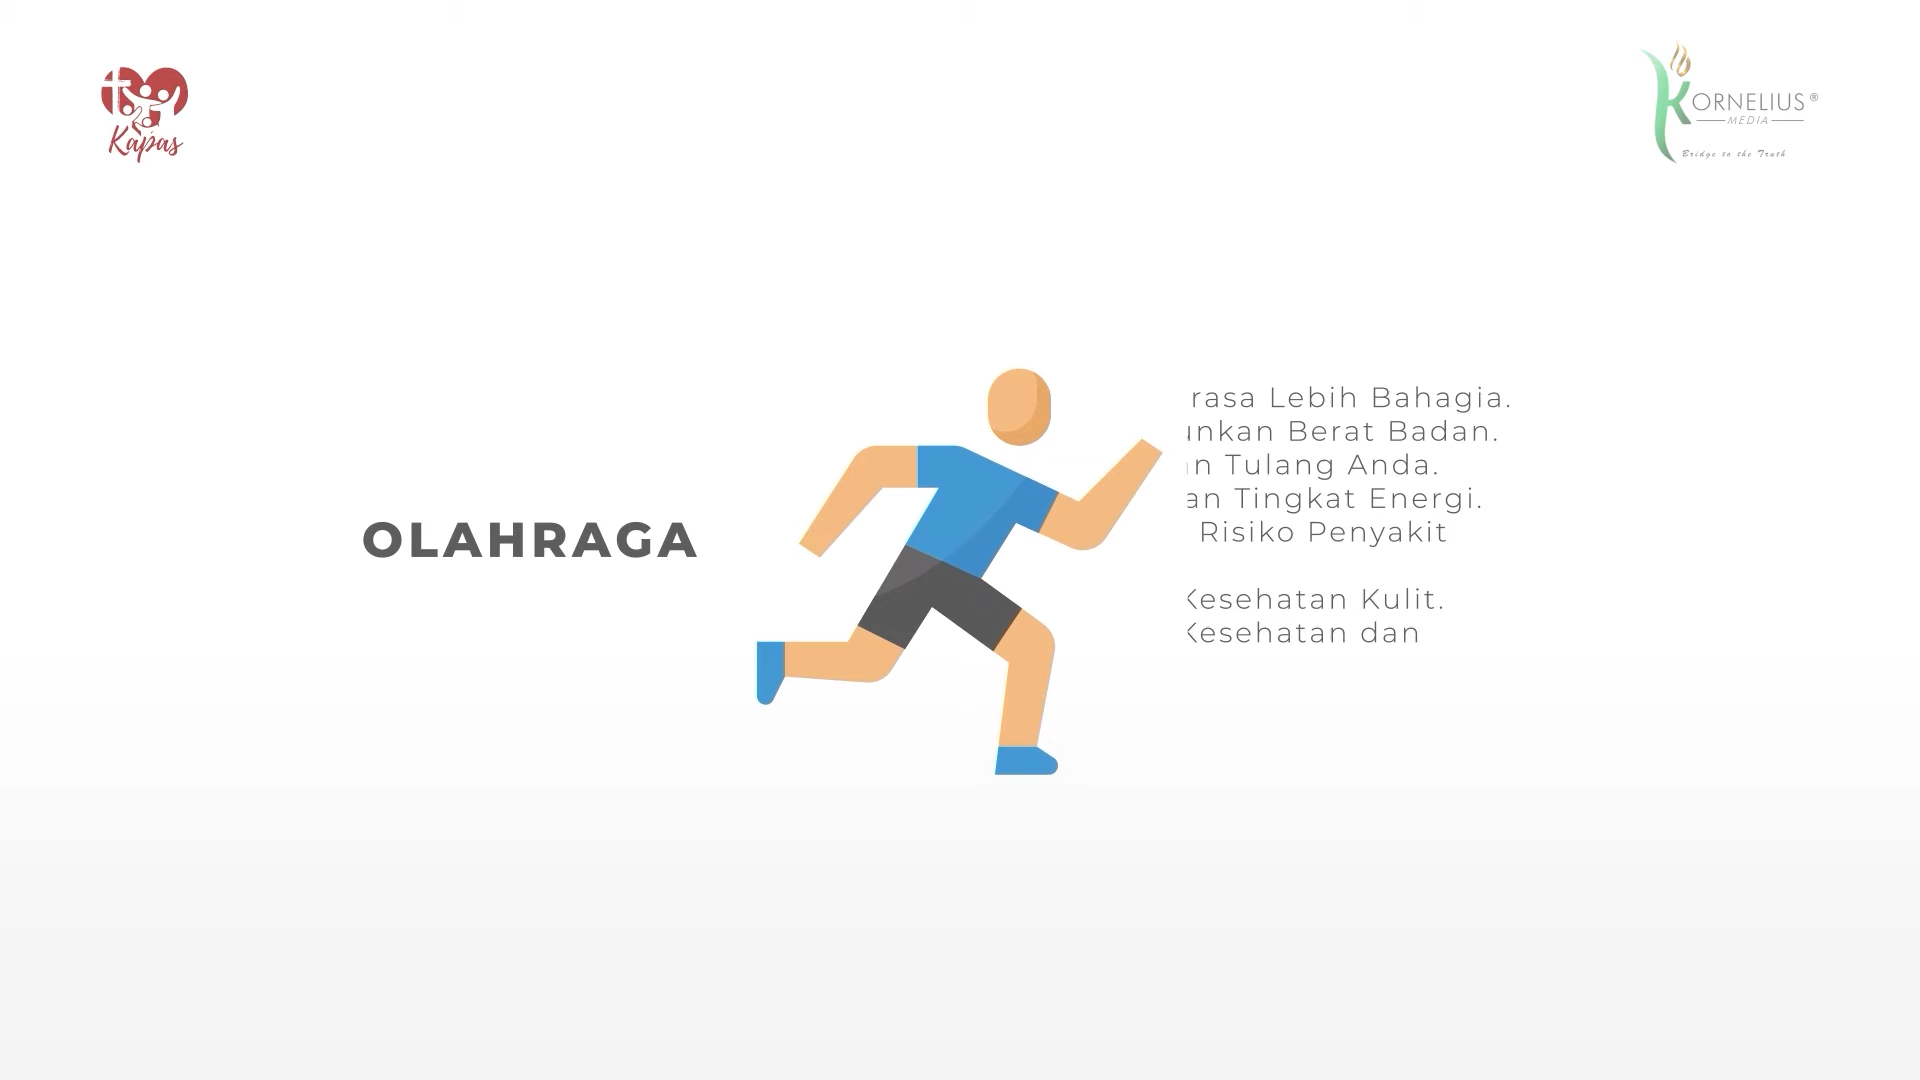 Kapas
KORNELIUS®
MEDIA
Bridge to the Truth
OLAHRAGA
rasa Lebih Bahagia.
nkan Berat Badan.
n Tulang Anda.
an Tingkat Energi.
Risiko Penyakit
Kesehatan Kulit.
Kesehatan dan